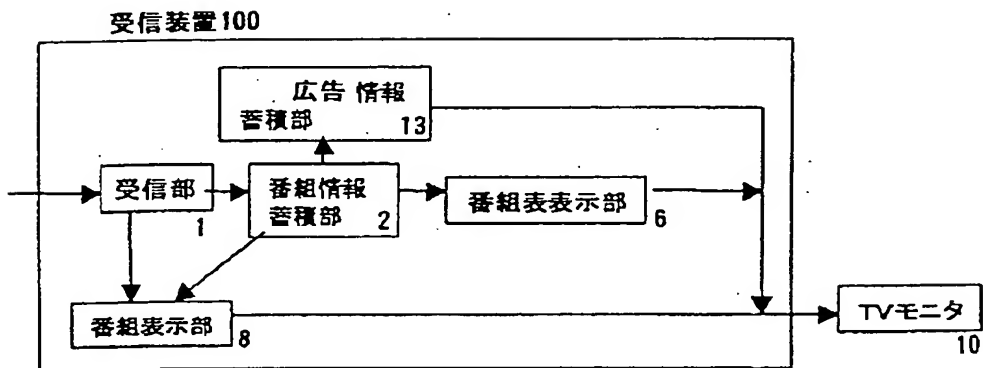 受信装置100
広告 情報
蓄積部 13
受信部
1
番組情報
蓄積部 2
番組表表示部
6
番組表示部
8
TVモニタ
10